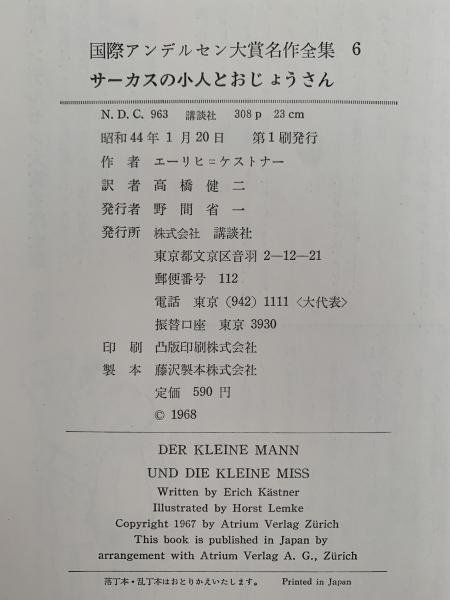 国際アンデルセン大賞名作全集 6
サーカスの小人とおじょうさん
N. D. C. 963 講談社 308 p 23 cm
昭和44年1月20日 第1刷発行
作者 エーリヒ=ケストナー
訳者 高橋健二
発行者 野間省一
発行所 株式会社 講談社
東京都文京区音羽 2—12—21
郵便番号 112
電話 東京 (942) 1111 〈大代表〉
振替口座 東京 3930
印刷 凸版印刷株式会社
製本 藤沢製本株式会社
定価 590 円
© 1968
DER KLEINE MANN
UND DIE KLEINE MISS
Written by Erich Kästner
Illustrated by Horst Lemke
Copyright 1967 by Atrium Verlag Zürich
This book is published in Japan by
arrangement with Atrium Verlag A. G., Zürich
落丁本・乱丁本はおとりかえいたします。 Printed in Japan